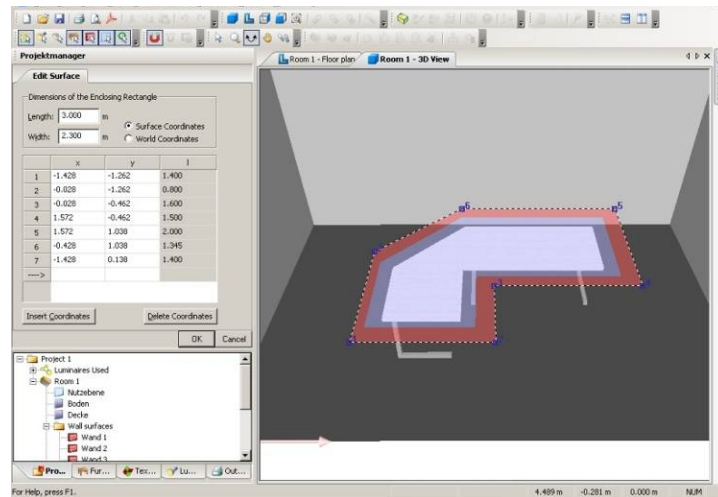 Projektmanager
Room 1 - Floor plan
Room 1 - 3D View
Edit Surface
Dimensions of the Enclosing Rectangle
Length: 3.000 m
Surface Coordinates
Width: 2.300 m
World Coordinates
x y l
1 -1.428 -1.262 1.400
2 -0.028 -1.262 0.800
3 -0.028 -0.462 1.600
4 1.572 -0.462 1.500
5 1.572 1.038 2.000
6 -0.428 1.038 1.345
7 -1.428 0.138 1.400
---->
Insert Coordinates
Delete Coordinates
OK Cancel
Project 1
Luminaires Used
Room 1
Nutzebene
Boden
Decke
Wall surfaces
Wand 1
Wand 2
Wand 3
Pro... Fur... Tex... Lu... Out...
6
5
For Help, press F1.
4.489 m -0.281 m 0.000 m NUM